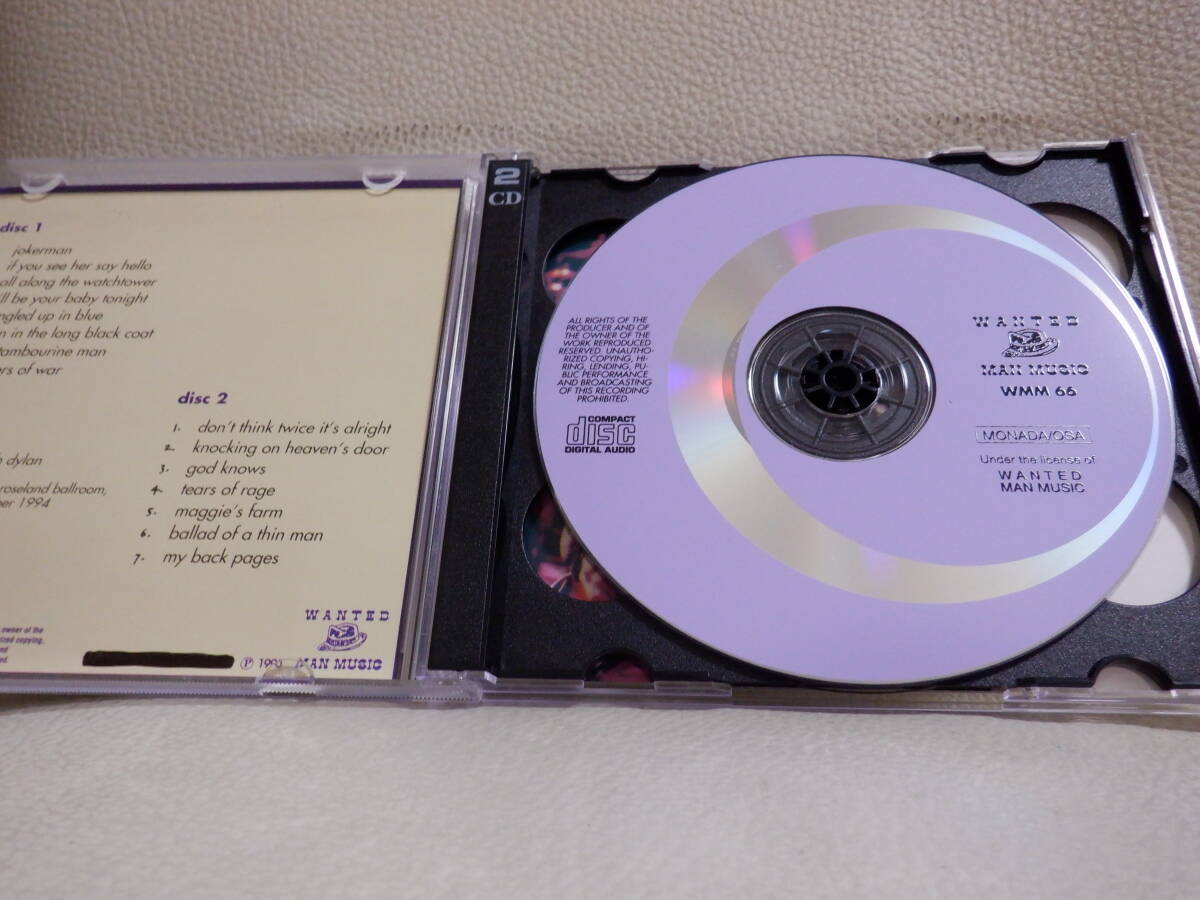 disc 1
jokerman
if you see her say hello
all along the watchtower
be your baby tonight
up in blue
in the long black coat
tambourine man
of war
disc 2
1. don't think twice it's alright
2. knocking on heaven's door
3. god knows
4. tears of rage
5. maggie's farm
6. ballad of a thin man
7. my back pages
dylan
roseland ballroom,
1994
owner of the
copying,
WANTED
MAN MUSIC
℗
2
CD
ALL RIGHTS OF THE
PRODUCER AND OF
THE OWNER OF THE
WORK REPRODUCED
RESERVED. UNAUTHO-
RIZED COPYING, HI-
RING, LENDING, PU-
BLIC PERFORMANCE
AND BROADCASTING
OF THIS RECORDING
PROHIBITED.
COMPACT
disc
DIGITAL AUDIO
WANTED
MAN MUSIC
WMM 66
MONADA/OSA
Under the license of
WANTED
MAN MUSIC